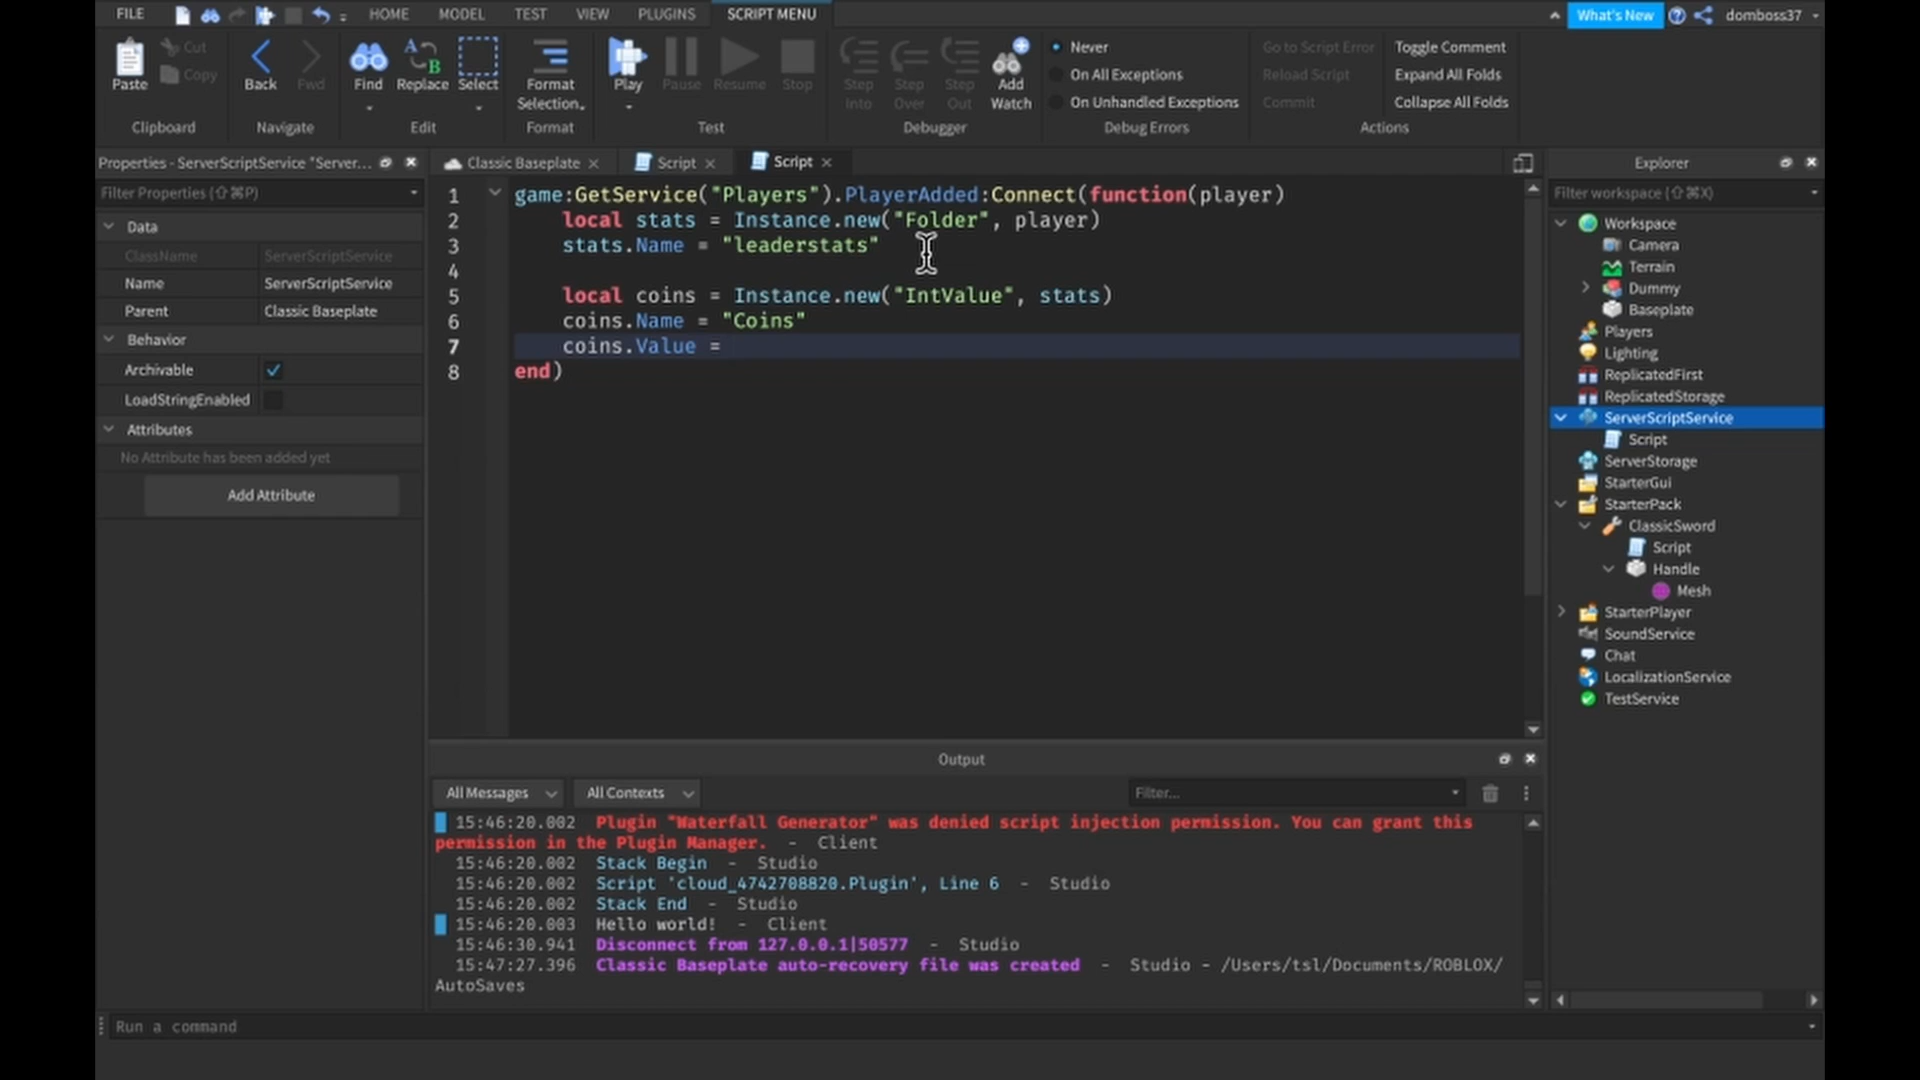 FILE HOME MODEL TEST VIEW PLUGINS SCRIPT MENU What's New domboss37
Paste Cut Copy Back Fwd Find Replace Select Format Selection Play Pause Resume Stop Step Into Step Over Step Out Add Watch
Never
On All Exceptions
On Unhandled Exceptions
Go to Script Error
Reload Script
Commit
Toggle Comment
Expand All Folds
Collapse All Folds
Clipboard Navigate Edit Format Test Debugger Debug Errors Actions
Properties - ServerScriptService "Server...
Filter Properties (⇧⌘P)
Data
ClassName ServerScriptService
Name ServerScriptService
Parent Classic Baseplate
Behavior
Archivable
LoadStringEnabled
Attributes
No Attribute has been added yet
Add Attribute
Classic Baseplate Script Script
1 game:GetService("Players").PlayerAdded:Connect(function(player)
2 local stats = Instance.new("Folder", player)
3 stats.Name = "leaderstats"
4
5 local coins = Instance.new("IntValue", stats)
6 coins.Name = "Coins"
7 coins.Value =
8 end)
Output
All Messages All Contexts Filter...
15:46:20.002 Plugin "Waterfall Generator" was denied script injection permission. You can grant this
permission in the Plugin Manager. - Client
15:46:20.002 Stack Begin - Studio
15:46:20.002 Script 'cloud_4742708820.Plugin', Line 6 - Studio
15:46:20.002 Stack End - Studio
15:46:20.003 Hello world! - Client
15:46:30.941 Disconnect from 127.0.0.1|50577 - Studio
15:47:27.396 Classic Baseplate auto-recovery file was created - Studio - /Users/tsl/Documents/ROBLOX/
AutoSaves
Run a command
Explorer
Filter workspace (⇧⌘X)
Workspace
Camera
Terrain
Dummy
Baseplate
Players
Lighting
ReplicatedFirst
ReplicatedStorage
ServerScriptService
Script
ServerStorage
StarterGui
StarterPack
ClassicSword
Script
Handle
Mesh
StarterPlayer
SoundService
Chat
LocalizationService
TestService